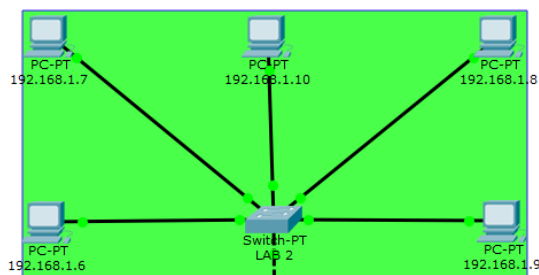 PC-PT
192.168.1.7
PC-PT
192.168.1.10
PC-PT
192.168.1.8
PC-PT
192.168.1.6
Switch-PT
LAB 2
PC-PT
192.168.1.9